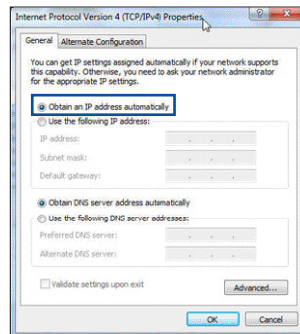 Internet Protocol Version 4 (TCP/IPv4) Properties
General
Alternate Configuration
You can get IP settings assigned automatically if your network supports
this capability. Otherwise, you need to ask your network administrator
for the appropriate IP settings.
Obtain an IP address automatically
Use the following IP address:
IP address:
Subnet mask:
Default gateway:
Obtain DNS server address automatically
Use the following DNS server addresses:
Preferred DNS server:
Alternate DNS server:
Validate settings upon exit
Advanced...
OK
Cancel